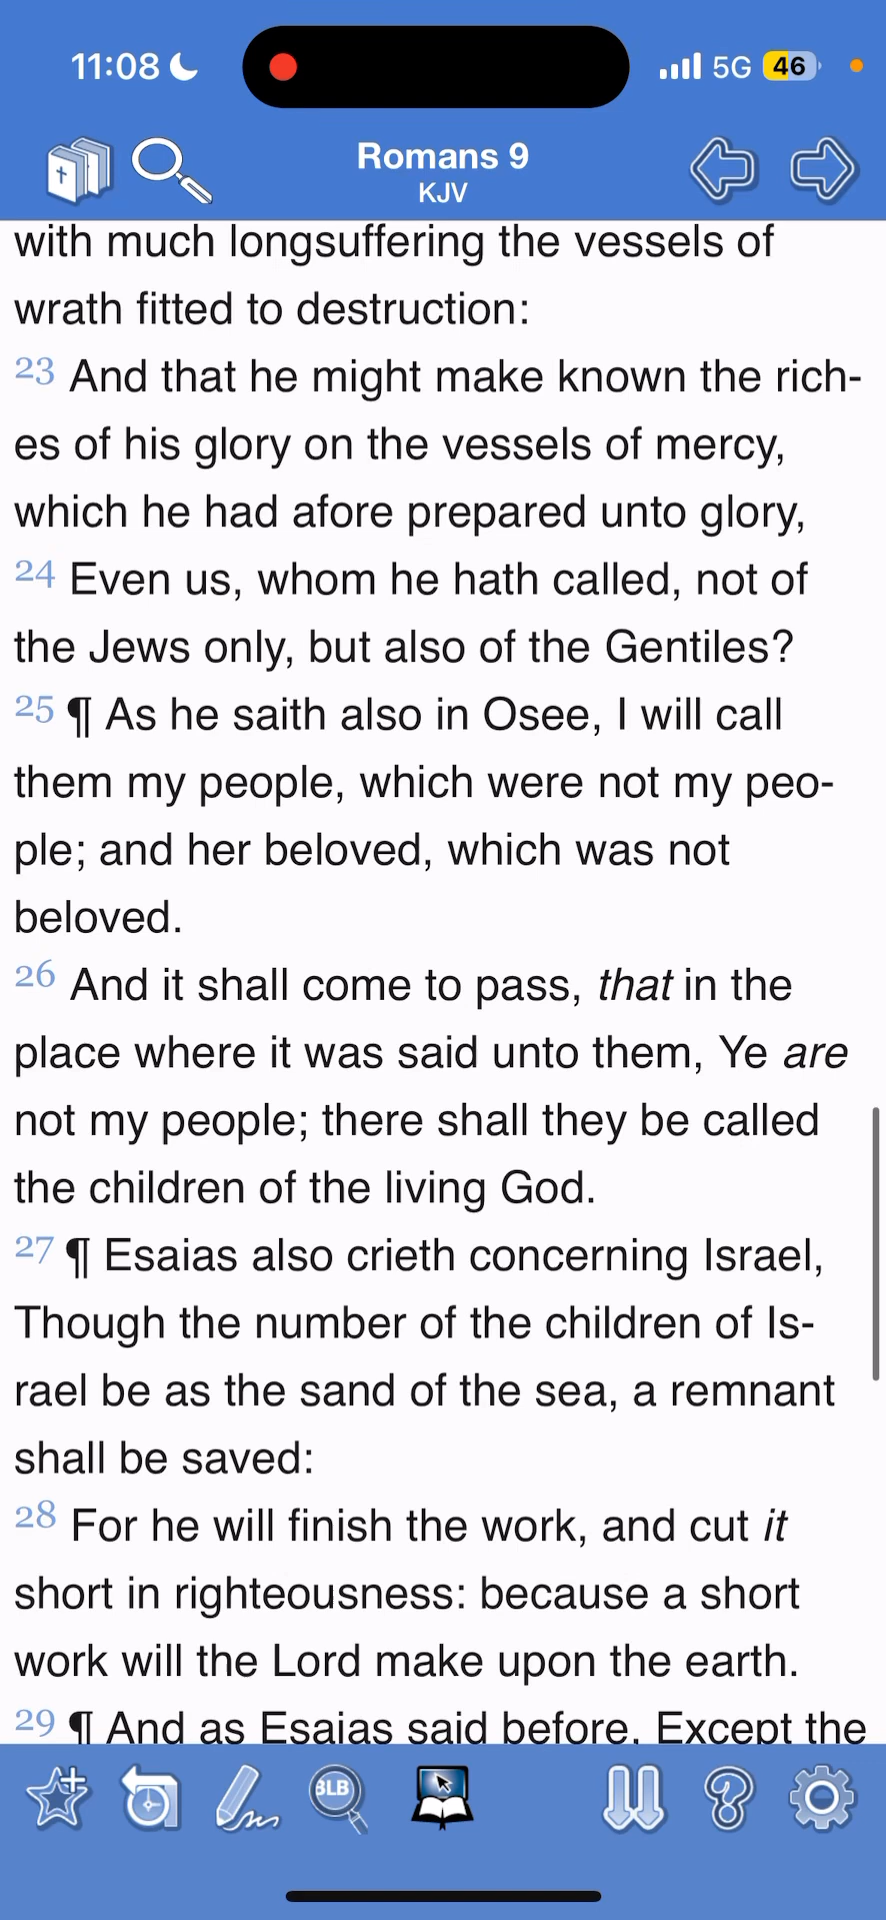 11:08
5G 46
Romans 9
KJV
with much longsuffering the vessels of
wrath fitted to destruction:
23 And that he might make known the rich-
es of his glory on the vessels of mercy,
which he had afore prepared unto glory,
24 Even us, whom he hath called, not of
the Jews only, but also of the Gentiles?
25 ¶ As he saith also in Osee, I will call
them my people, which were not my peo-
ple; and her beloved, which was not
beloved.
26 And it shall come to pass, that in the
place where it was said unto them, Ye are
not my people; there shall they be called
the children of the living God.
27 ¶ Esaias also crieth concerning Israel,
Though the number of the children of Is-
rael be as the sand of the sea, a remnant
shall be saved:
28 For he will finish the work, and cut it
short in righteousness: because a short
work will the Lord make upon the earth.
29 ¶ And as Esaias said before, Except the
BLB